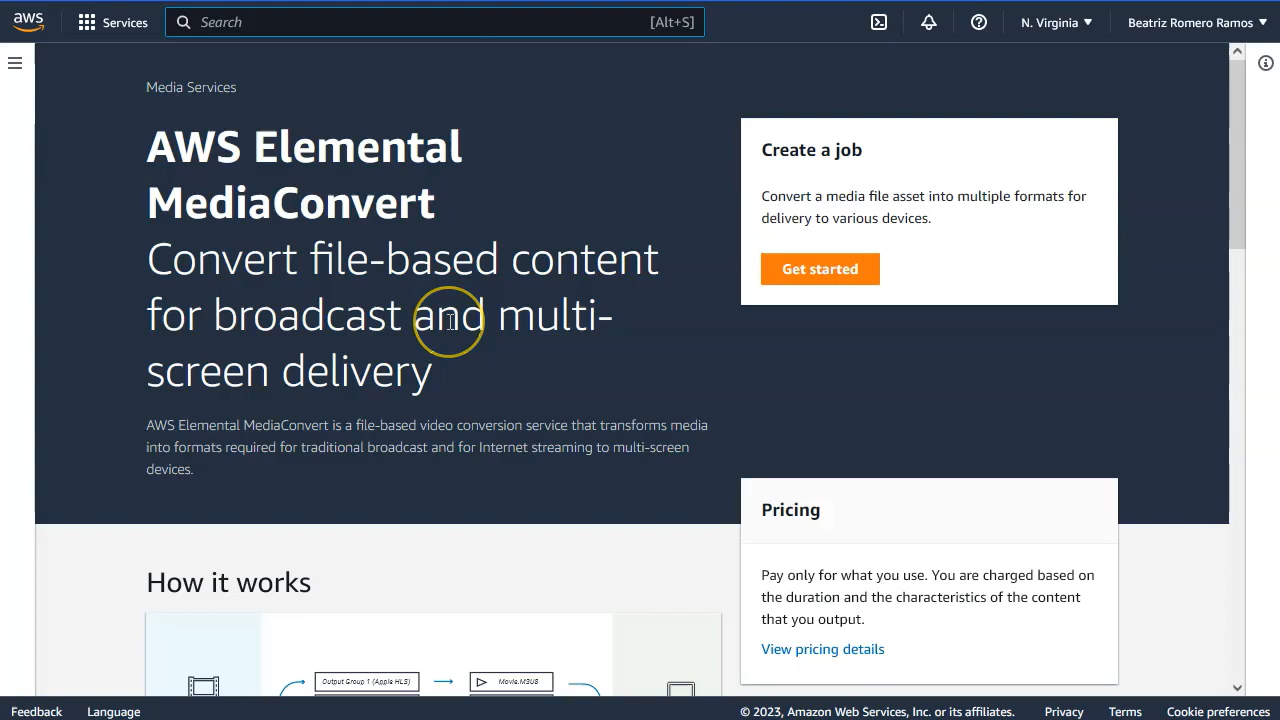 aws
Services
Search
[Alt+S]
N. Virginia
Beatriz Romero Ramos
Media Services
AWS Elemental
MediaConvert
Convert file-based content
for broadcast and multi-
screen delivery
AWS Elemental MediaConvert is a file-based video conversion service that transforms media
into formats required for traditional broadcast and for Internet streaming to multi-screen
devices.
Create a job
Convert a media file asset into multiple formats for
delivery to various devices.
Get started
Pricing
Pay only for what you use. You are charged based on
the duration and the characteristics of the content
that you output.
View pricing details
How it works
Output Group 1 (Apple HLS)
Movie.M3U8
Feedback
Language
© 2023, Amazon Web Services, Inc. or its affiliates.
Privacy
Terms
Cookie preferences